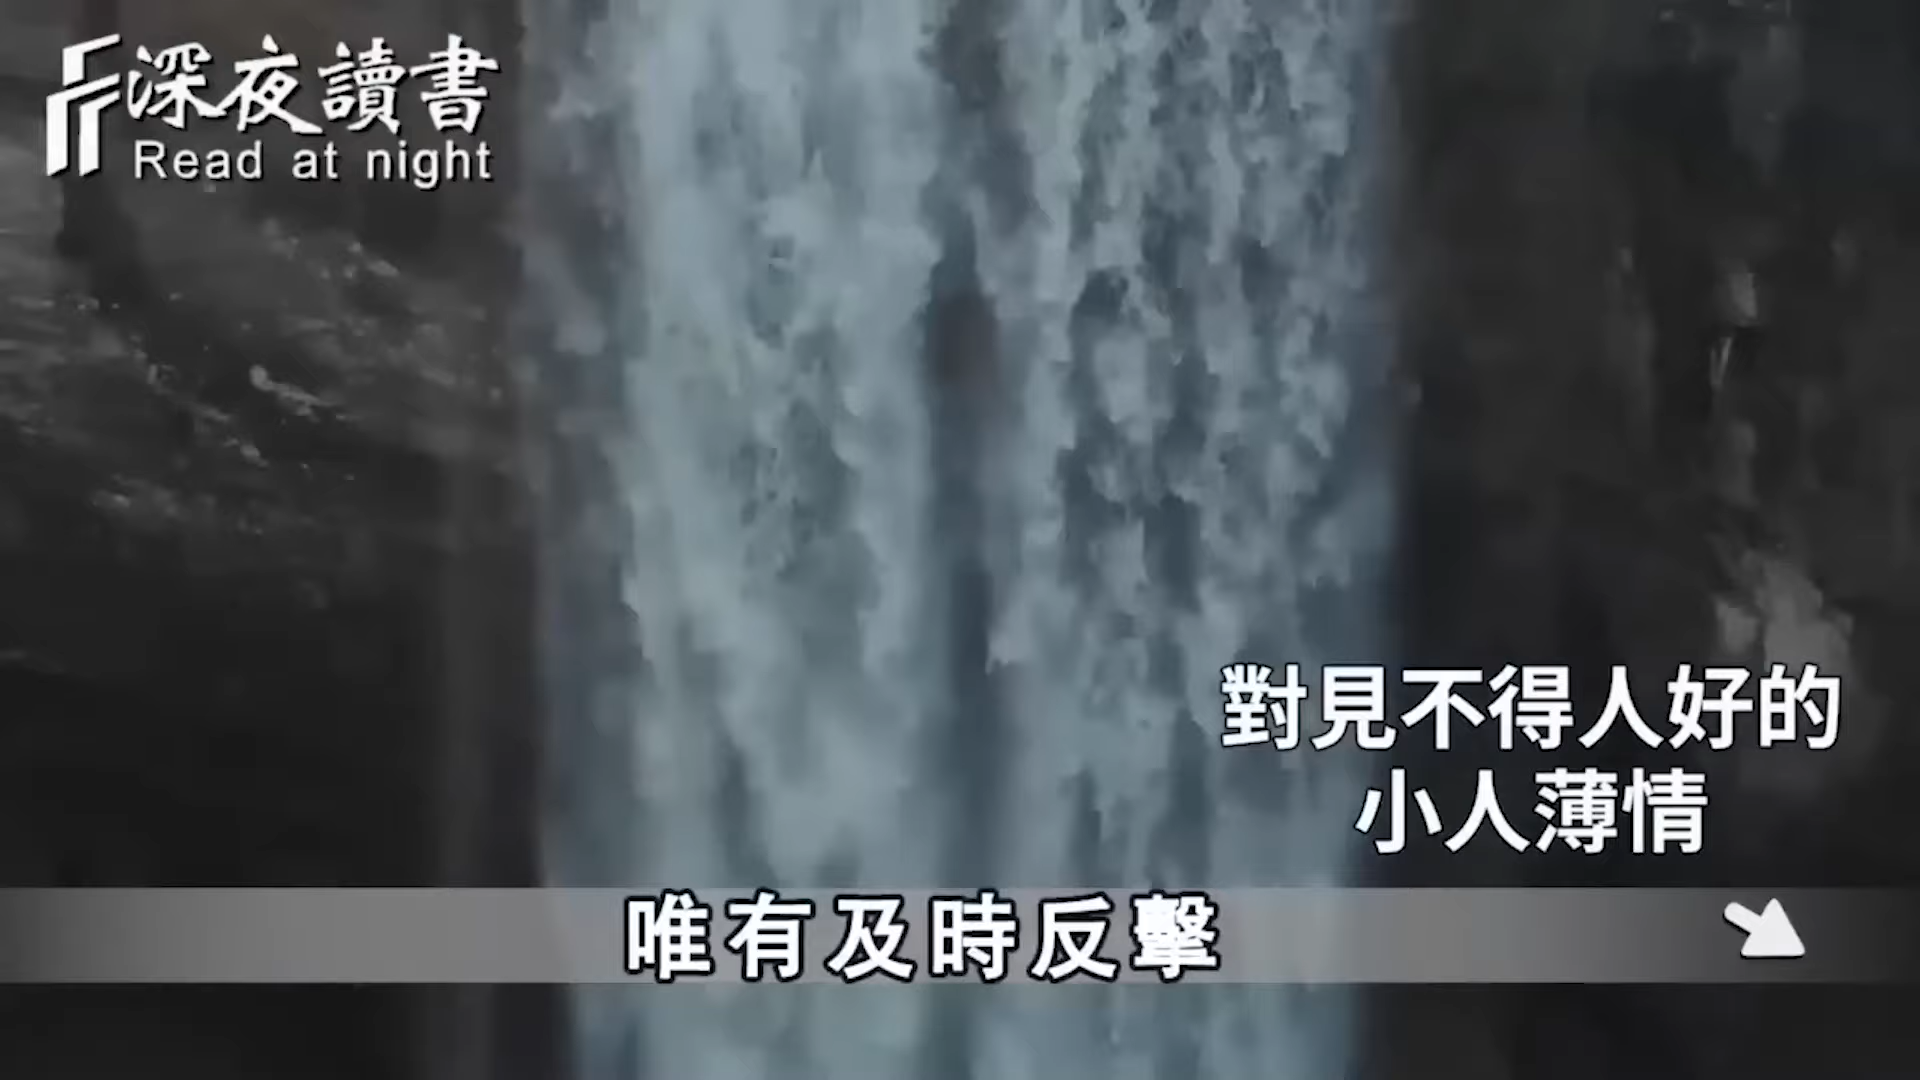 深夜讀書
Read at night
對見不得人好的
小人薄情
唯有及時反擊